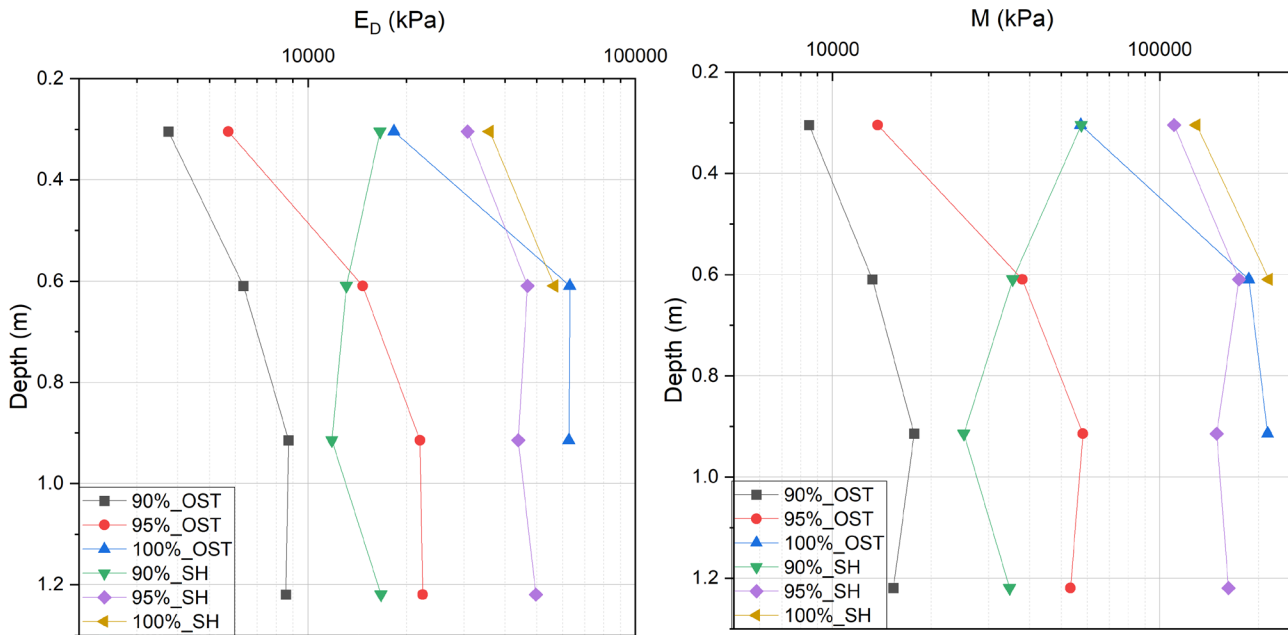 E_D (kPa)
10000
100000
0.2
0.4
0.6
0.8
1.0
1.2
Depth (m)
90%_OST
95%_OST
100%_OST
90%_SH
95%_SH
100%_SH
M (kPa)
10000
100000
0.2
0.4
0.6
0.8
1.0
1.2
Depth (m)
90%_OST
95%_OST
100%_OST
90%_SH
95%_SH
100%_SH